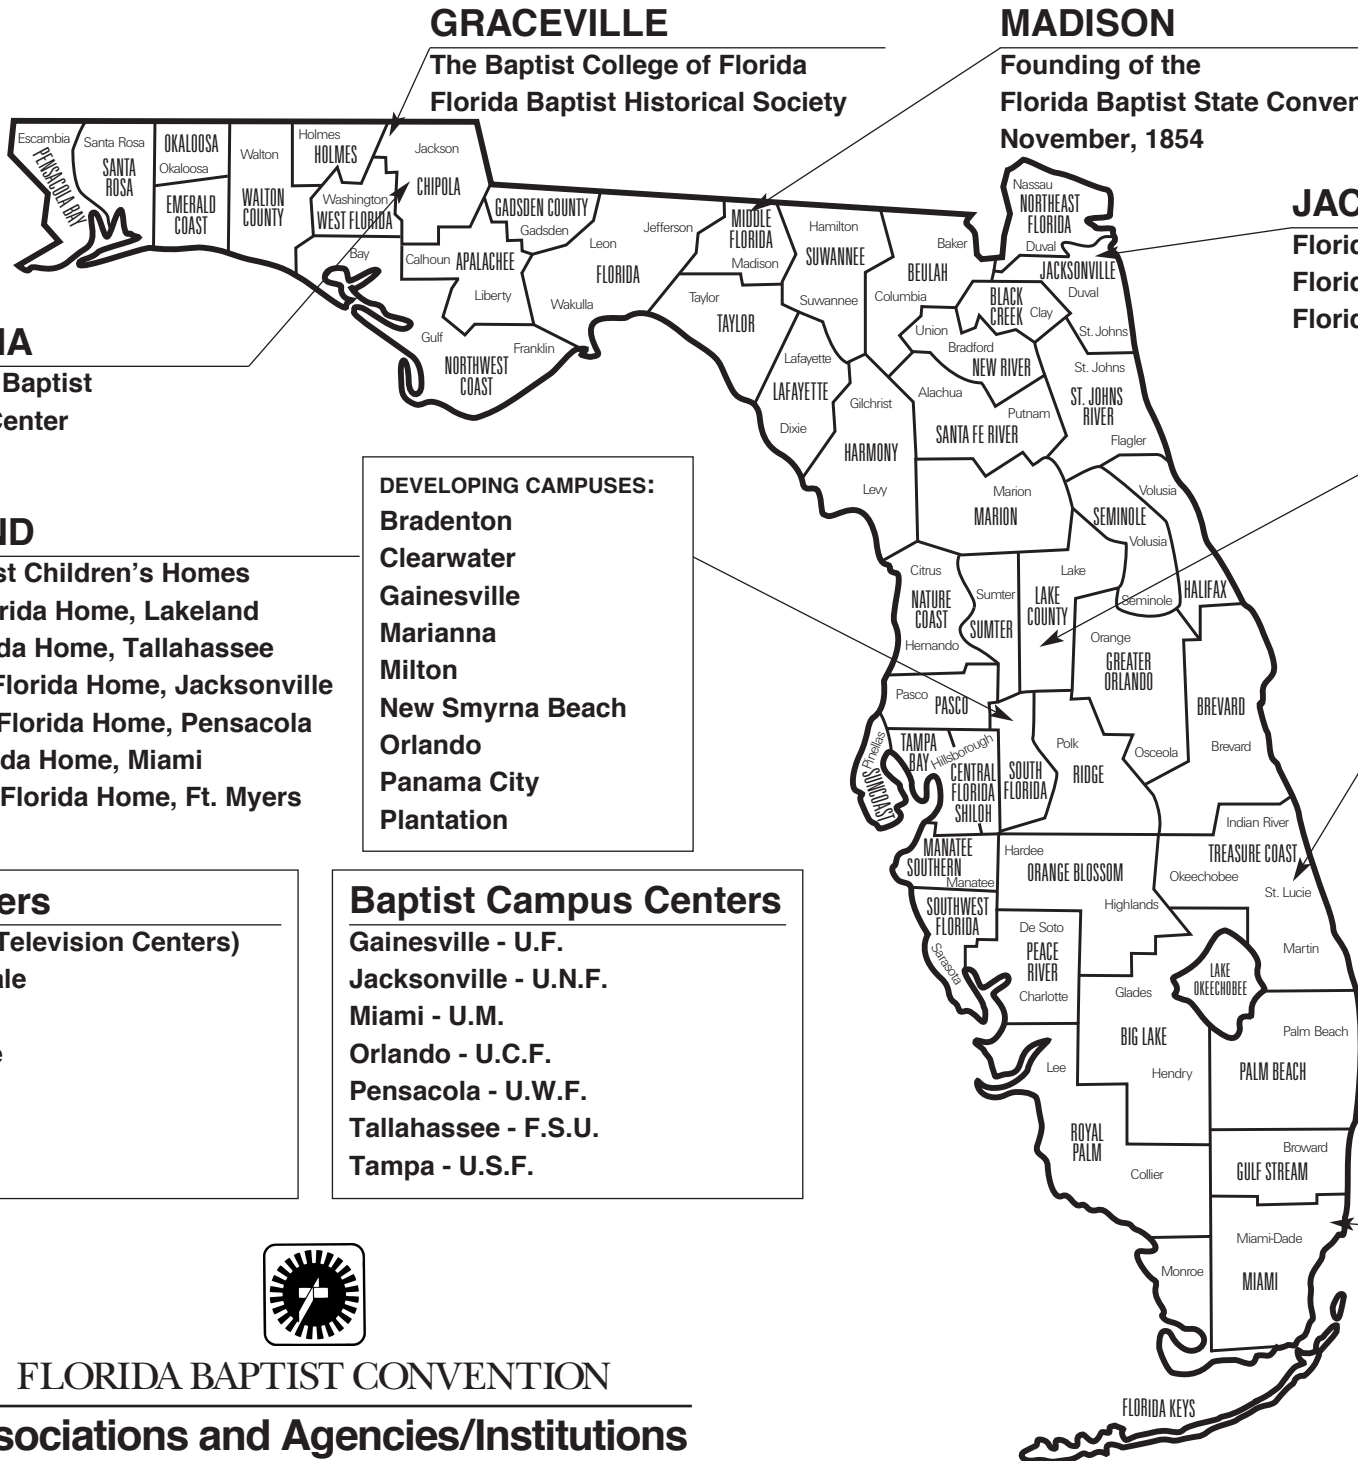 GRACEVILLE
The Baptist College of Florida
Florida Baptist Historical Society
MADISON
Founding of the
Florida Baptist State Conven
November, 1854
JAC
Florid
Florid
Florid
IA
Baptist
Center
ND
st Children's Homes
rida Home, Lakeland
da Home, Tallahassee
Florida Home, Jacksonville
Florida Home, Pensacola
da Home, Miami
Florida Home, Ft. Myers
DEVELOPING CAMPUSES:
Bradenton
Clearwater
Gainesville
Marianna
Milton
New Smyrna Beach
Orlando
Panama City
Plantation
ers
Television Centers)
ale
e
Baptist Campus Centers
Gainesville - U.F.
Jacksonville - U.N.F.
Miami - U.M.
Orlando - U.C.F.
Pensacola - U.W.F.
Tallahassee - F.S.U.
Tampa - U.S.F.
FLORIDA BAPTIST CONVENTION
sociations and Agencies/Institutions
Escambia
PENSACOLA BAY
Santa Rosa
SANTA
ROSA
OKALOOSA
Okaloosa
EMERALD
COAST
Walton
WALTON
COUNTY
Holmes
HOLMES
Washington
WEST FLORIDA
Bay
Jackson
CHIPOLA
Calhoun
APALACHEE
Liberty
GADSDEN COUNTY
Gadsden
Gulf
Franklin
NORTHWEST
COAST
Leon
Jefferson
FLORIDA
Wakulla
MIDDLE
FLORIDA
Madison
Taylor
TAYLOR
Hamilton
SUWANNEE
Suwannee
Lafayette
LAFAYETTE
Dixie
Baker
BEULAH
Columbia
Nassau
NORTHEAST
FLORIDA
Duval
JACKSONVILLE
Duval
BLACK
CREEK
Clay
St. Johns
Union
Bradford
NEW RIVER
St. Johns
ST. JOHNS
RIVER
Flagler
Alachua
Putnam
SANTA FE RIVER
Gilchrist
HARMONY
Levy
Marion
MARION
Volusia
SEMINOLE
Volusia
Seminole
HALIFAX
Citrus
NATURE
COAST
Hernando
Sumter
SUMTER
Lake
LAKE
COUNTY
Orange
GREATER
ORLANDO
Osceola
BREVARD
Brevard
Pasco
PASCO
Pinellas
SUNCOAST
TAMPA
BAY
Hillsborough
CENTRAL
FLORIDA
SHILOH
SOUTH
FLORIDA
Polk
RIDGE
Indian River
TREASURE COAST
Okeechobee
St. Lucie
Martin
MANATEE
SOUTHERN
Manatee
Hardee
ORANGE BLOSSOM
Highlands
SOUTHWEST
FLORIDA
Sarasota
De Soto
PEACE
RIVER
Charlotte
LAKE
OKEECHOBEE
Glades
BIG LAKE
Hendry
Palm Beach
PALM BEACH
Lee
ROYAL
PALM
Collier
Broward
GULF STREAM
Miami-Dade
MIAMI
Monroe
FLORIDA KEYS